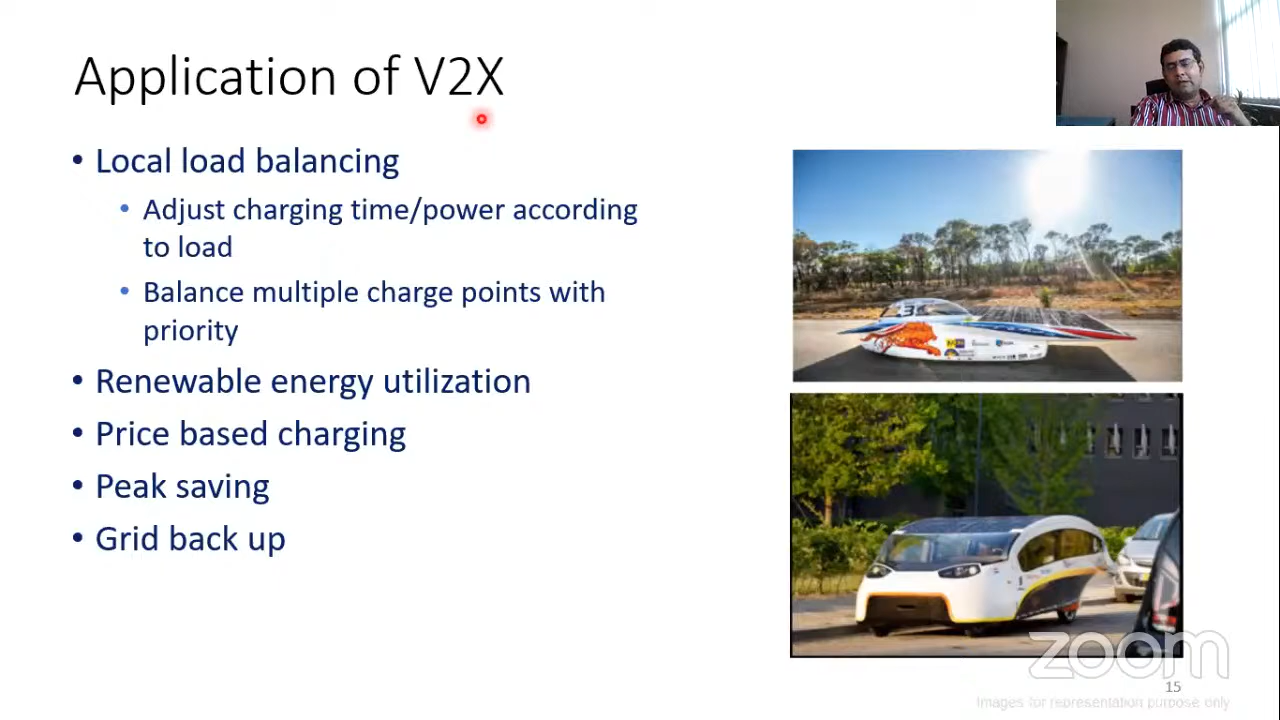 Application of V2X
• Local load balancing
• Adjust charging time/power according
to load
• Balance multiple charge points with
priority
• Renewable energy utilization
• Price based charging
• Peak saving
• Grid back up
3
zoom
15
Images for representation purpose only